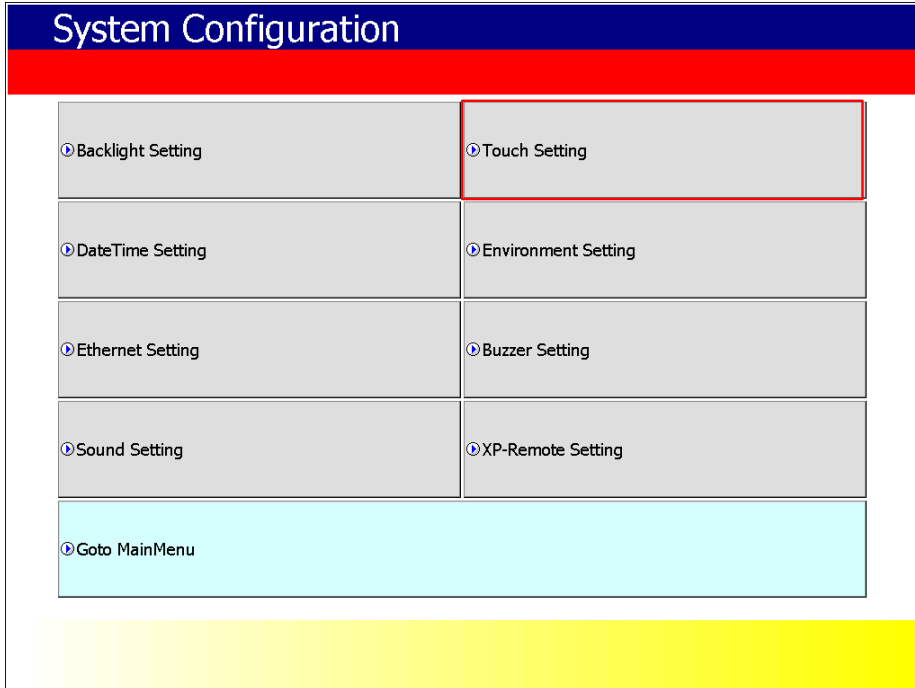 System Configuration
Backlight Setting
Touch Setting
DateTime Setting
Environment Setting
Ethernet Setting
Buzzer Setting
Sound Setting
XP-Remote Setting
Goto MainMenu